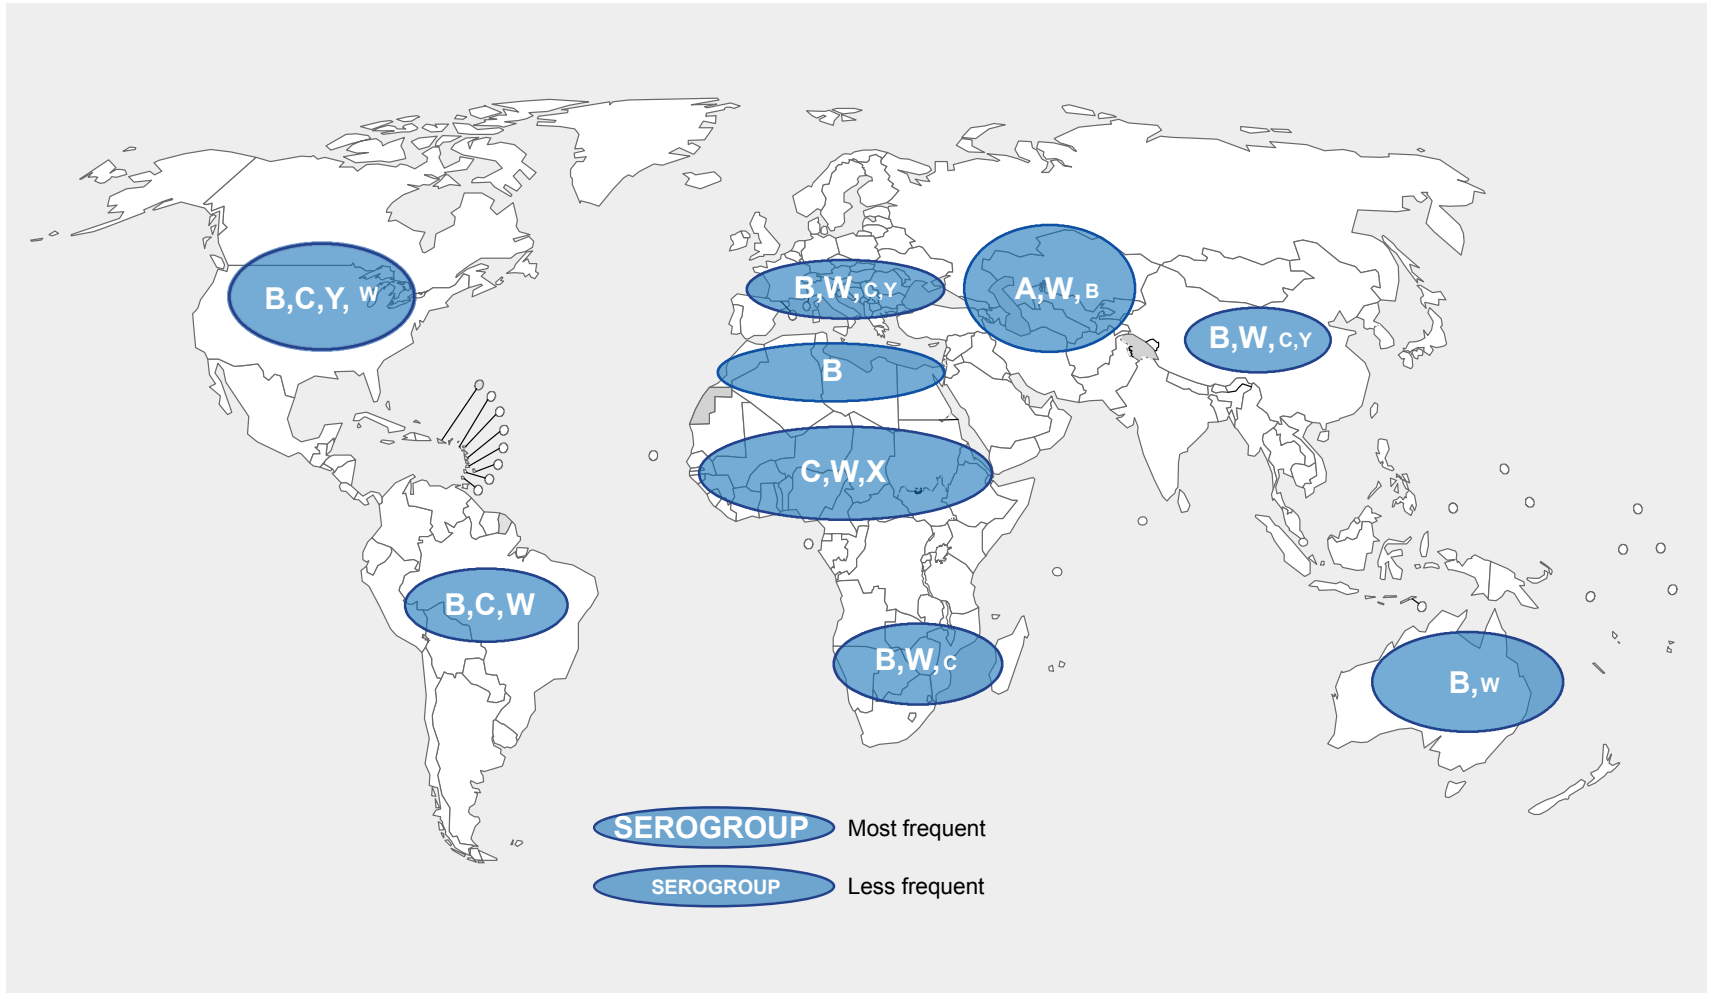 B,C,Y, W
B,W,C,Y
A,W,B
B,W,C,Y
B
C,W,X
B,C,W
B,W,C
B,W
SEROGROUP Most frequent
SEROGROUP Less frequent